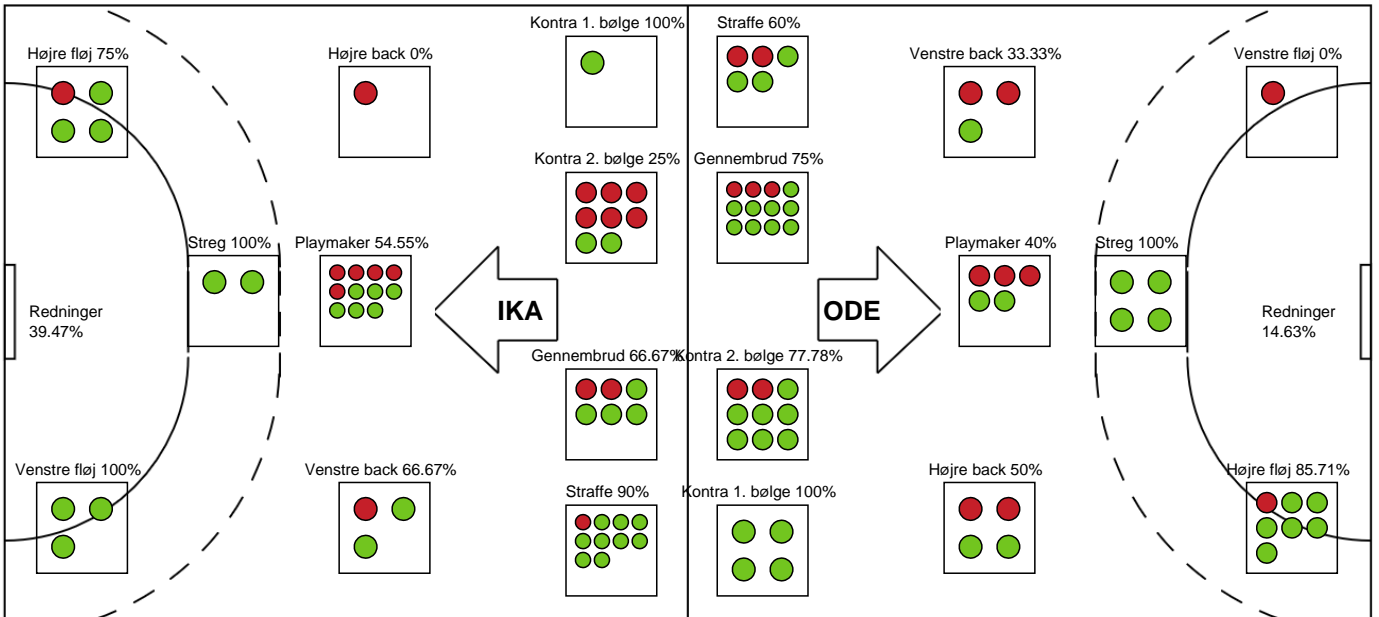 Kontra 1. bølge 100%
Straffe 60%
Højre fløj 75%
Højre back 0%
Venstre back 33.33%
Venstre fløj 0%
Kontra 2. bølge 25%
Gennembrud 75%
Streg 100%
Playmaker 54.55%
Playmaker 40%
Streg 100%
Redninger
39.47%
IKA
ODE
Redninger
14.63%
Gennembrud 66.67%
Kontra 2. bølge 77.78%
Venstre fløj 100%
Venstre back 66.67%
Højre back 50%
Højre fløj 85.71%
Straffe 90%
Kontra 1. bølge 100%